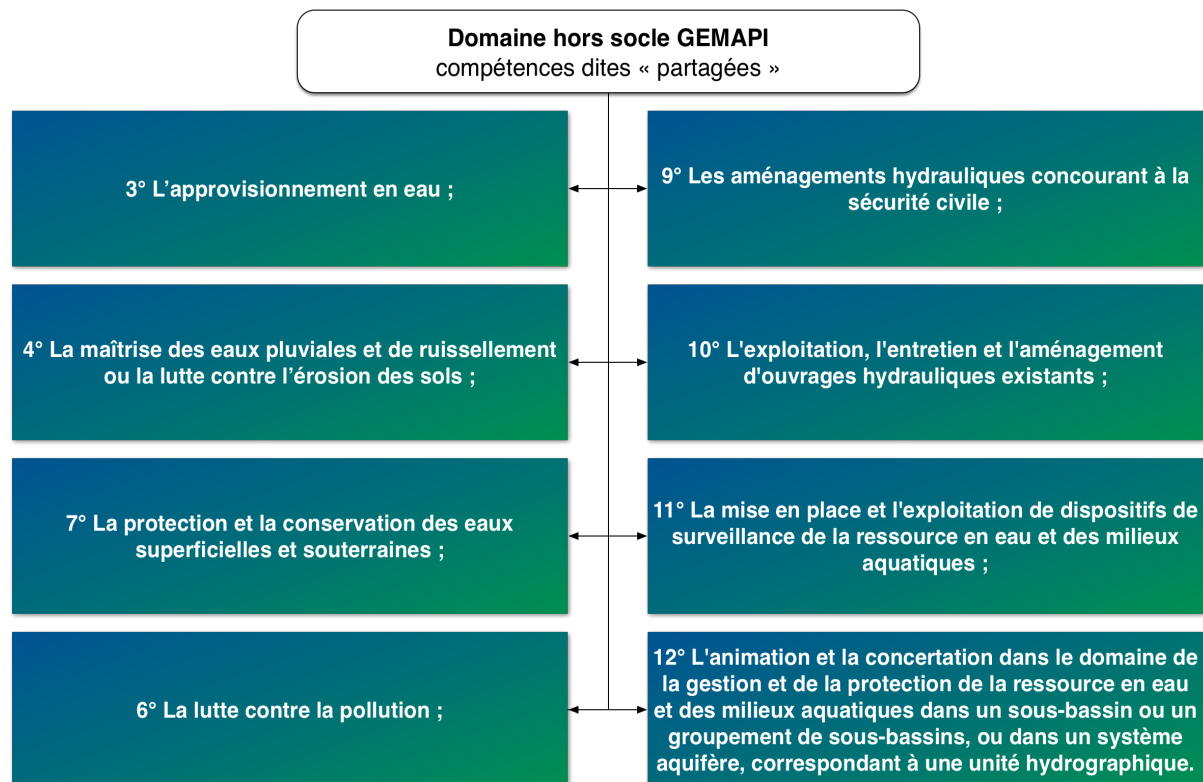 Domaine hors socle GEMAPI
compétences dites « partagées »
3° L’approvisionnement en eau ;
4° La maîtrise des eaux pluviales et de ruissellement
ou la lutte contre l’érosion des sols ;
7° La protection et la conservation des eaux
superficielles et souterraines ;
6° La lutte contre la pollution ;
9° Les aménagements hydrauliques concourant à la
sécurité civile ;
10° L'exploitation, l'entretien et l'aménagement
d'ouvrages hydrauliques existants ;
11° La mise en place et l'exploitation de dispositifs de
surveillance de la ressource en eau et des milieux
aquatiques ;
12° L'animation et la concertation dans le domaine de
la gestion et de la protection de la ressource en eau
et des milieux aquatiques dans un sous-bassin ou un
groupement de sous-bassins, ou dans un système
aquifère, correspondant à une unité hydrographique.